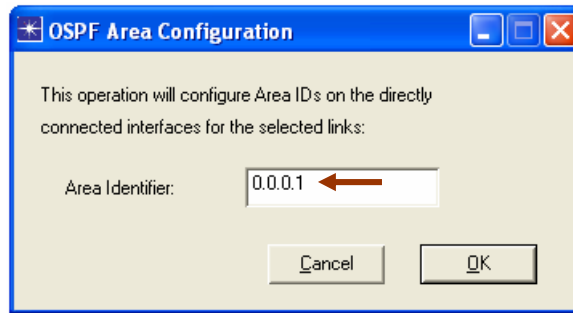 OSPF Area Configuration
This operation will configure Area IDs on the directly
connected interfaces for the selected links:
Area Identifier: 0.0.0.1
Cancel OK